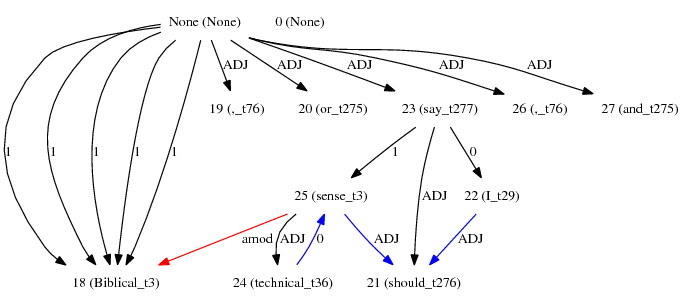 None (None) 0 (None)
ADJ ADJ ADJ ADJ ADJ
19 (,_t76) 20 (or_t275) 23 (say_t277) 26 (,_t76) 27 (and_t275)
1 1 1 1 1 1 0
25 (sense_t3) ADJ 22 (I_t29)
amod ADJ 0 ADJ ADJ
18 (Biblical_t3) 24 (technical_t36) 21 (should_t276)